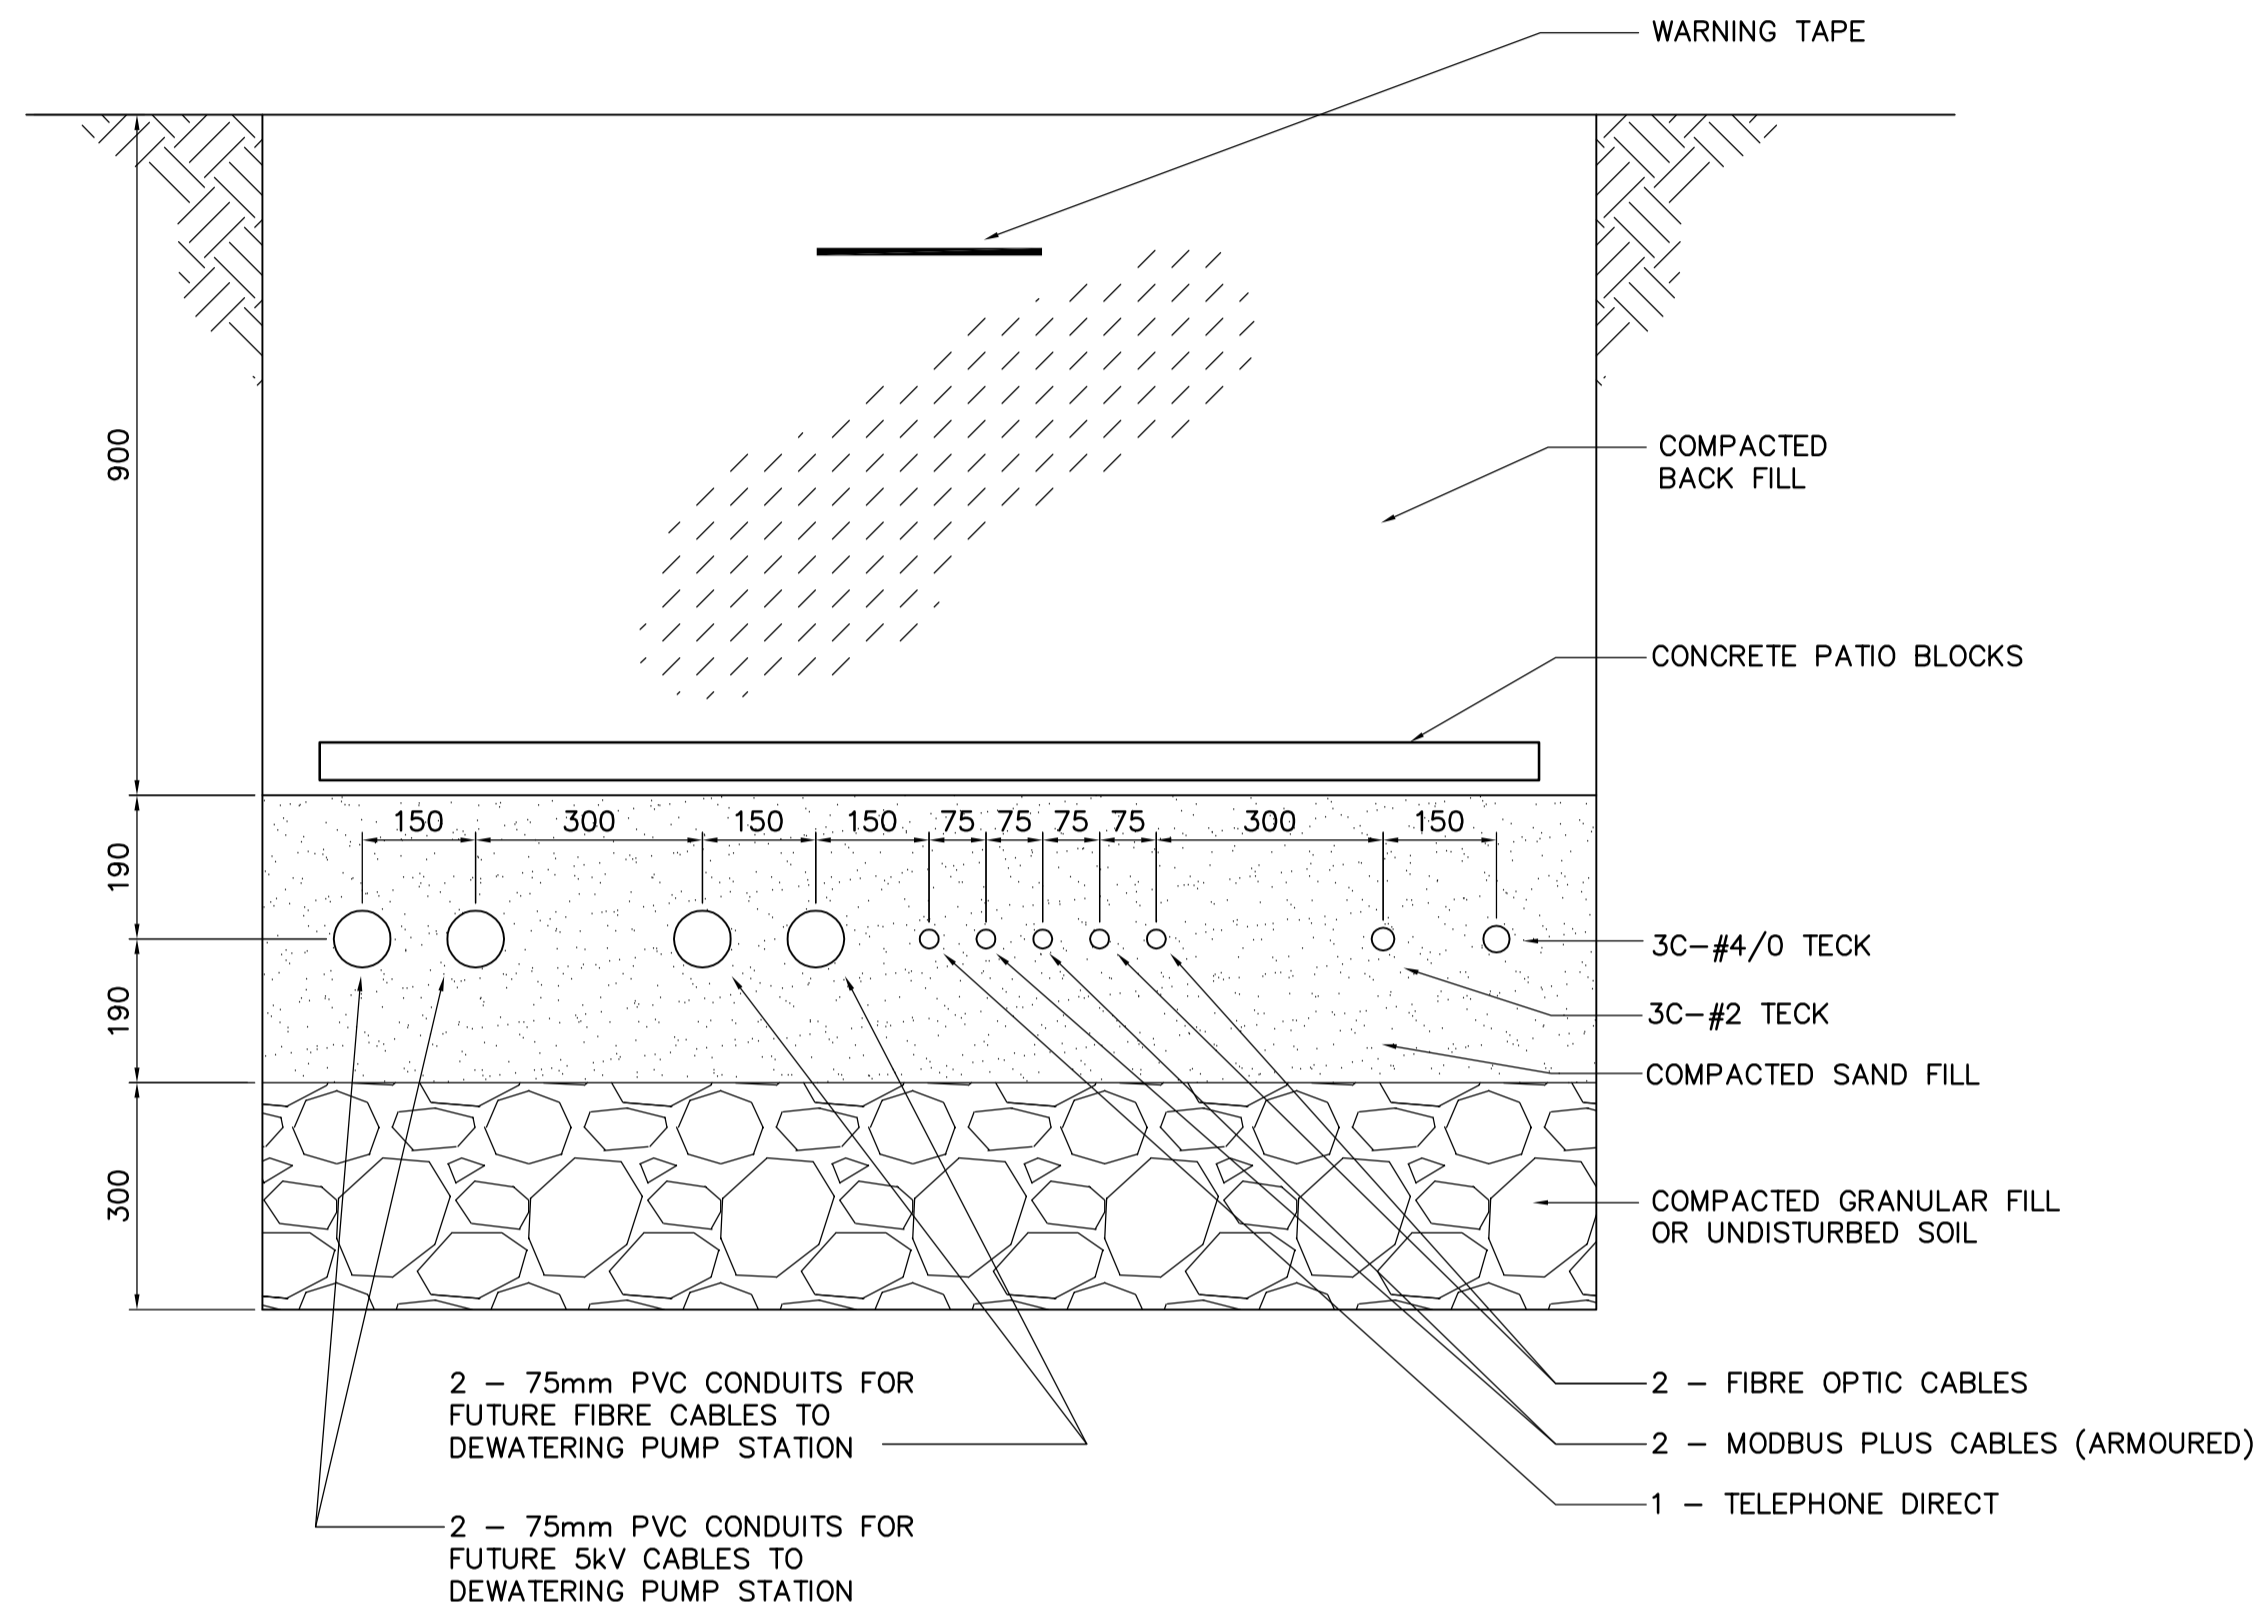 WARNING TAPE
900
COMPACTED
BACK FILL
CONCRETE PATIO BLOCKS
150 300 150 150 75 75 75 75 300 150
190
3C-#4/0 TECK
190
3C-#2 TECK
COMPACTED SAND FILL
300
COMPACTED GRANULAR FILL
OR UNDISTURBED SOIL
2 - 75mm PVC CONDUITS FOR
FUTURE FIBRE CABLES TO
DEWATERING PUMP STATION
2 - FIBRE OPTIC CABLES
2 - MODBUS PLUS CABLES (ARMOURED)
1 - TELEPHONE DIRECT
2 - 75mm PVC CONDUITS FOR
FUTURE 5kV CABLES TO
DEWATERING PUMP STATION